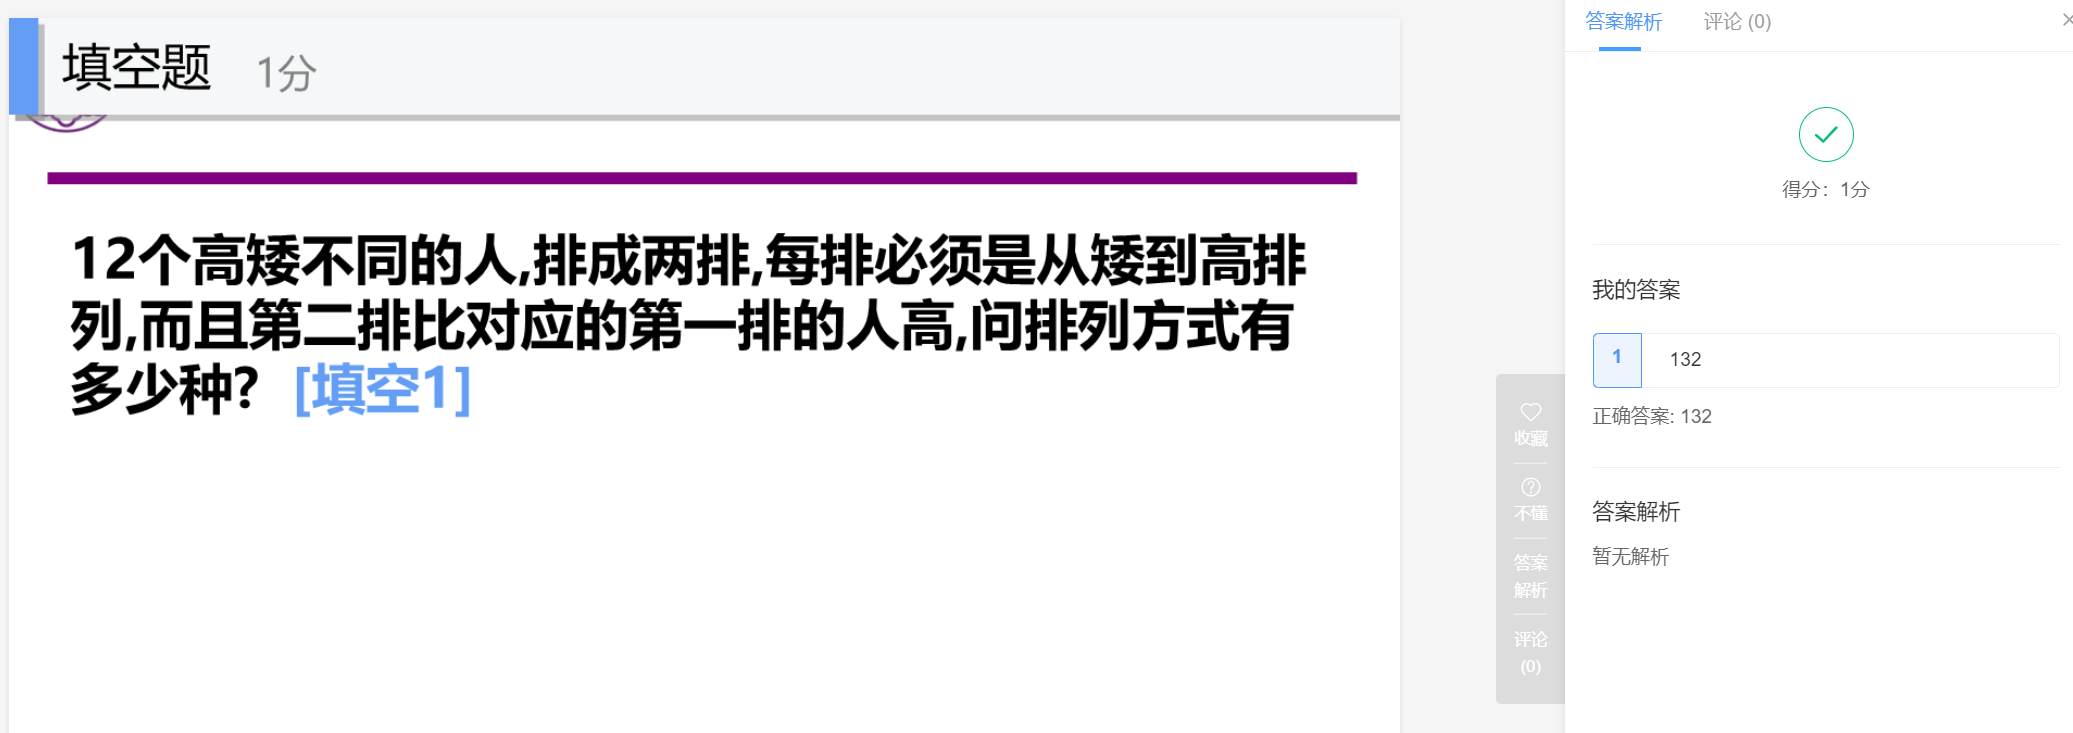 填空题 1分
12个高矮不同的人,排成两排,每排必须是从矮到高排
列,而且第二排比对应的第一排的人高,问排列方式有
多少种? [填空1]
收藏
不懂
答案
解析
评论
(0)
答案解析 评论 (0)
得分：1分
我的答案
1 132
正确答案: 132
答案解析
暂无解析